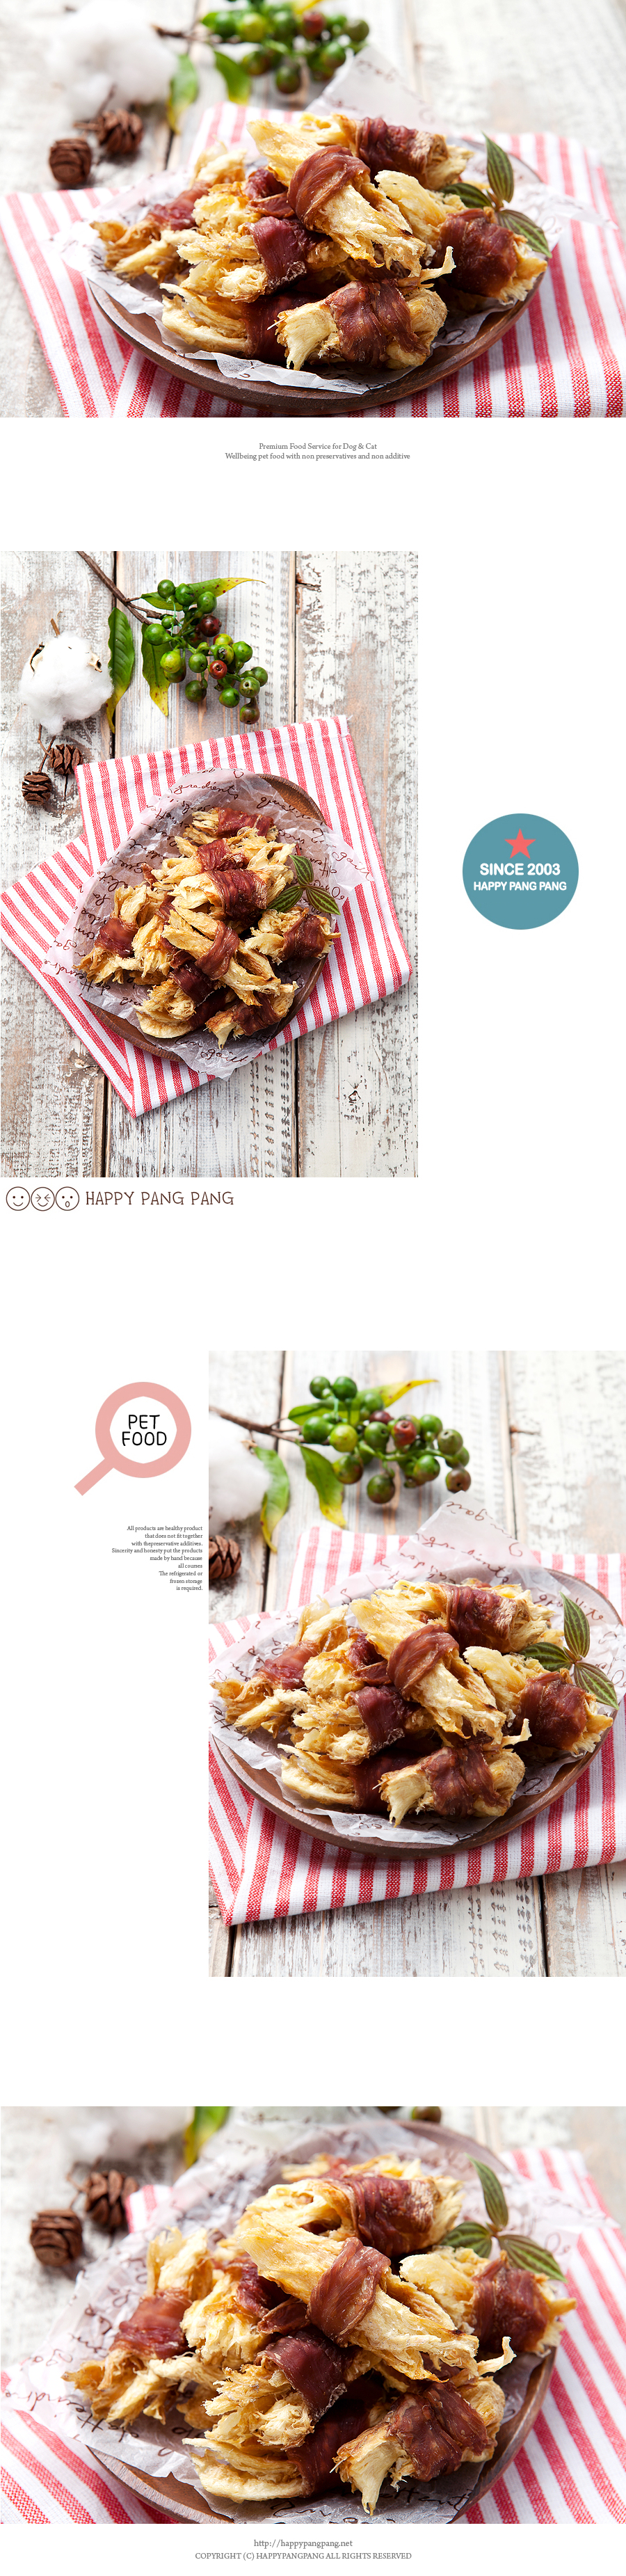 Premium Food Service for Dog & Cat
Wellbeing pet food with non preservatives and non additive
SINCE 2003
HAPPY PANG PANG
HAPPY PANG PANG
PET
FOOD
All products are healthy product
that does not fit together
with thepreservative additives.
Sincerity and honesty put the products
made by hand because
all courses
The refrigerated or
frozen storage
is required.
http://happypangpang.net
COPYRIGHT (C) HAPPYPANGPANG ALL RIGHTS RESERVED